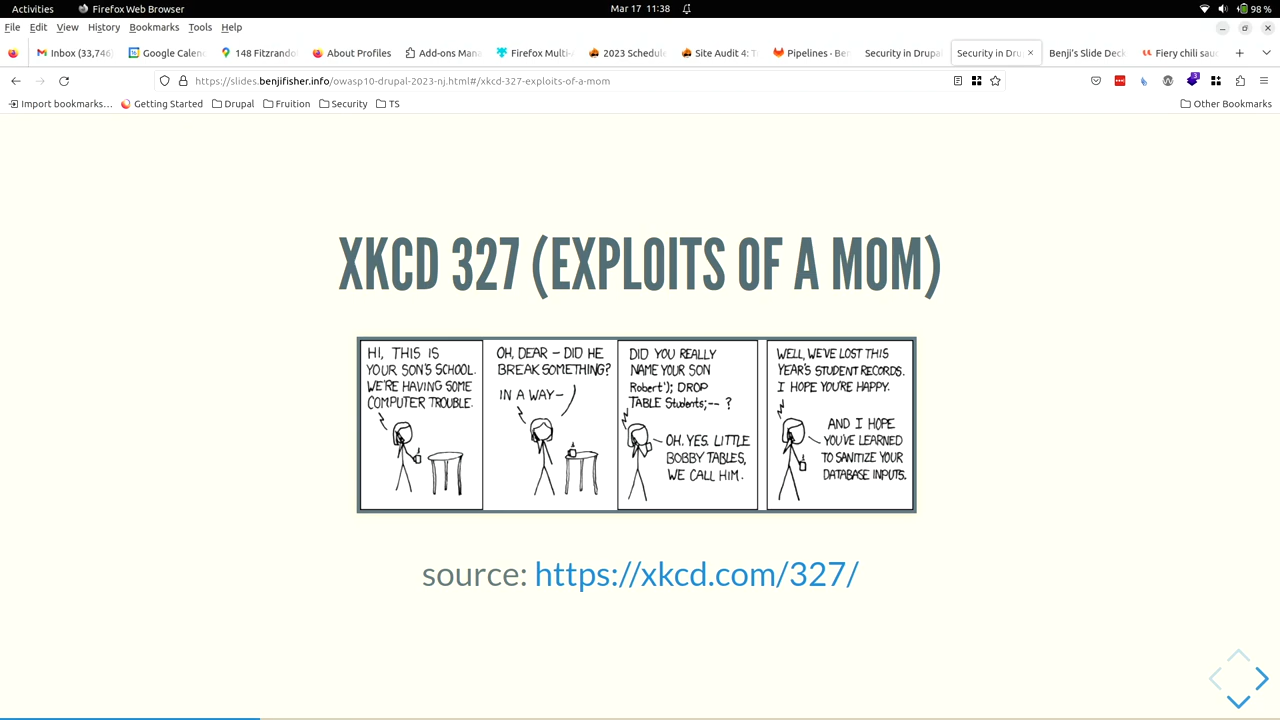 Activities
Firefox Web Browser
Mar 17 11:38
98 %
File Edit View History Bookmarks Tools Help
Inbox (33,746)
Google Calen
148 Fitzrando
About Profiles
Add-ons Mana
Firefox Multi-
2023 Schedule
Site Audit 4: T
Pipelines - Ben
Security in Drupa
Security in Dru
Benji's Slide Deck
Fiery chili sauc
https://slides.benjifisher.info/owasp10-drupal-2023-nj.html#/xkcd-327-exploits-of-a-mom
3
Import bookmarks... Getting Started Drupal Fruition Security TS Other Bookmarks
XKCD 327 (EXPLOITS OF A MOM)
HI, THIS IS
YOUR SON'S SCHOOL.
WE'RE HAVING SOME
COMPUTER TROUBLE.
OH, DEAR – DID HE
BREAK SOMETHING?
IN A WAY–
DID YOU REALLY
NAME YOUR SON
Robert'); DROP
TABLE Students;-- ?
OH. YES. LITTLE
BOBBY TABLES,
WE CALL HIM.
WELL, WE'VE LOST THIS
YEAR'S STUDENT RECORDS.
I HOPE YOU'RE HAPPY.
AND I HOPE
YOU'VE LEARNED
TO SANITIZE YOUR
DATABASE INPUTS.
source: https://xkcd.com/327/